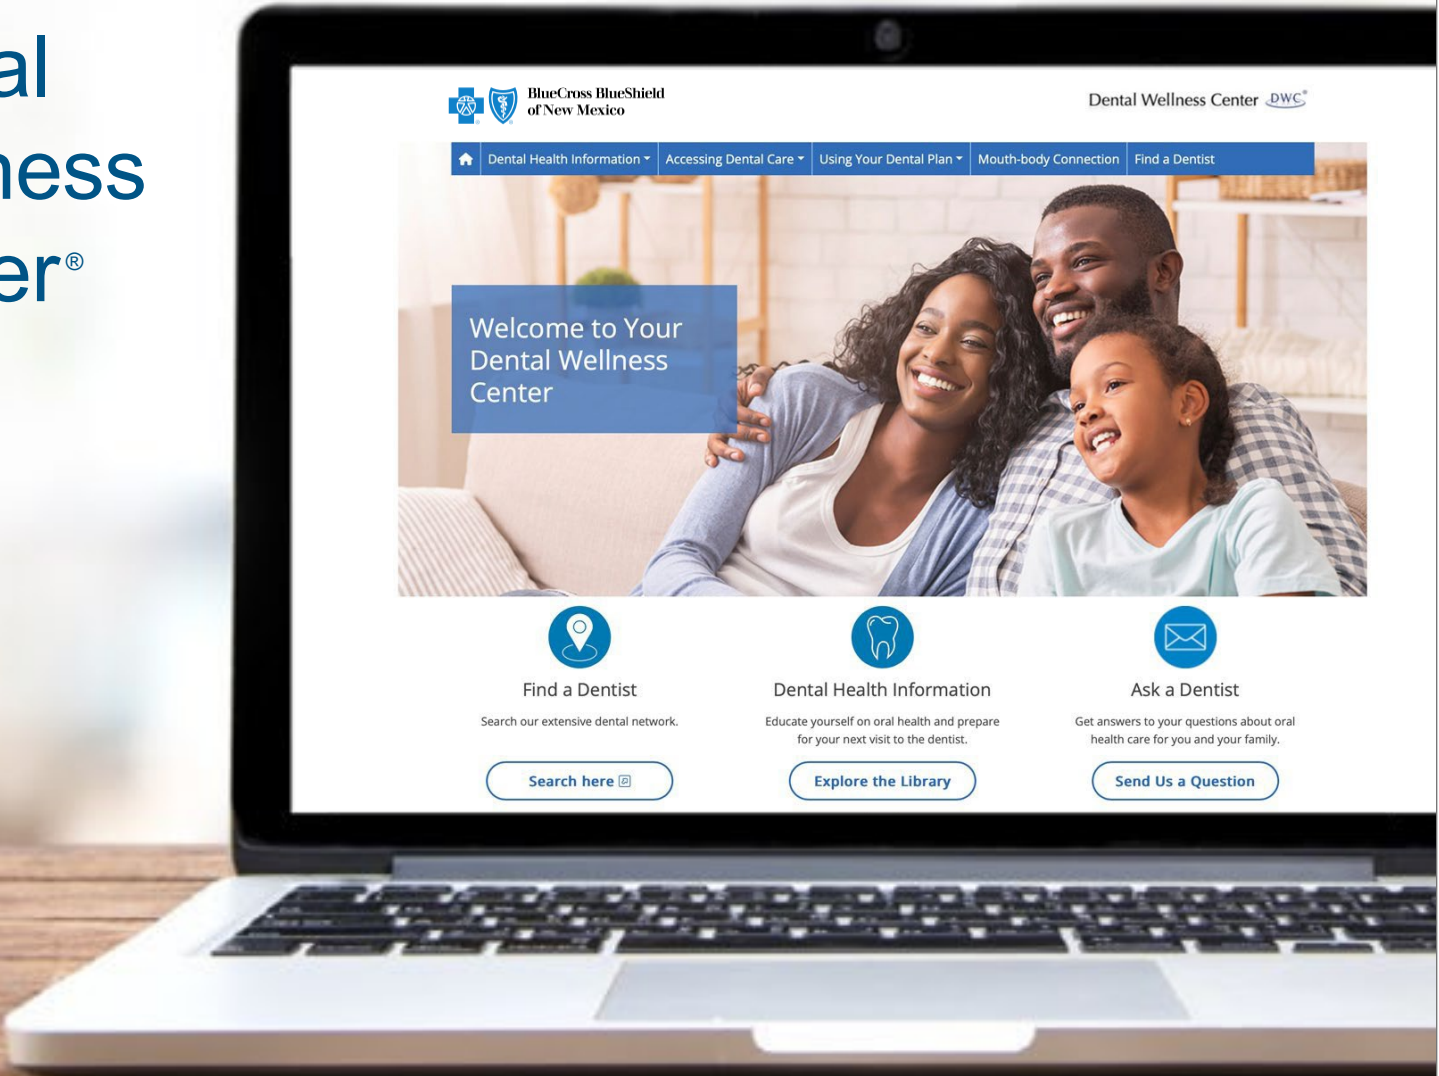 al
ness
er®
BlueCross BlueShield
of New Mexico
Dental Wellness Center DWC®
Dental Health Information
Accessing Dental Care
Using Your Dental Plan
Mouth-body Connection
Find a Dentist
Welcome to Your
Dental Wellness
Center
Find a Dentist
Search our extensive dental network.
Search here
Dental Health Information
Educate yourself on oral health and prepare
for your next visit to the dentist.
Explore the Library
Ask a Dentist
Get answers to your questions about oral
health care for you and your family.
Send Us a Question